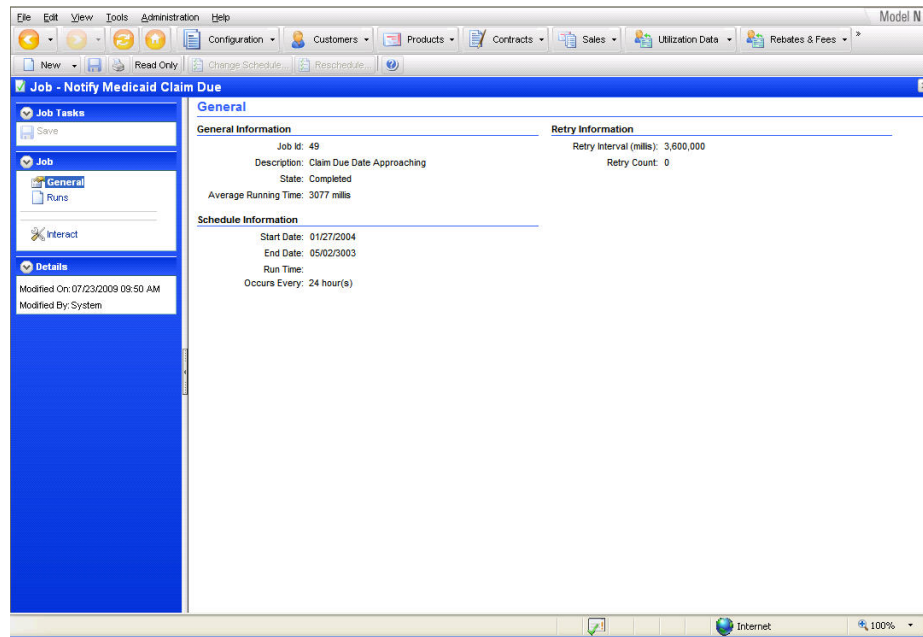 File Edit View Tools Administration Help Model N
Configuration Customers Products Contracts Sales Utilization Data Rebates & Fees »
New Read Only Change Schedule... Reschedule...
Job - Notify Medicaid Claim Due
Job Tasks
Save
Job
General
Runs
Interact
Details
Modified On: 07/23/2009 09:50 AM
Modified By: System
General
General Information
Job Id: 49
Description: Claim Due Date Approaching
State: Completed
Average Running Time: 3077 millis
Schedule Information
Start Date: 01/27/2004
End Date: 05/02/3003
Run Time:
Occurs Every: 24 hour(s)
Retry Information
Retry Interval (millis): 3,600,000
Retry Count: 0
Internet 100%